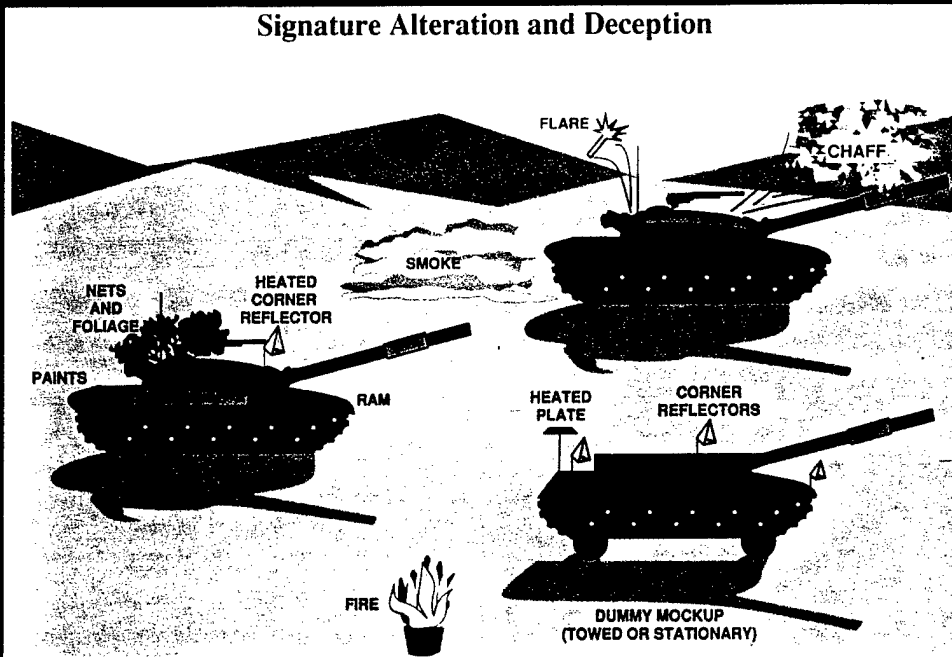 Signature Alteration and Deception
FLARE
CHAFF
SMOKE
NETS
AND
FOLIAGE
HEATED
CORNER
REFLECTOR
PAINTS
RAM
HEATED
PLATE
CORNER
REFLECTORS
FIRE
DUMMY MOCKUP
(TOWED OR STATIONARY)